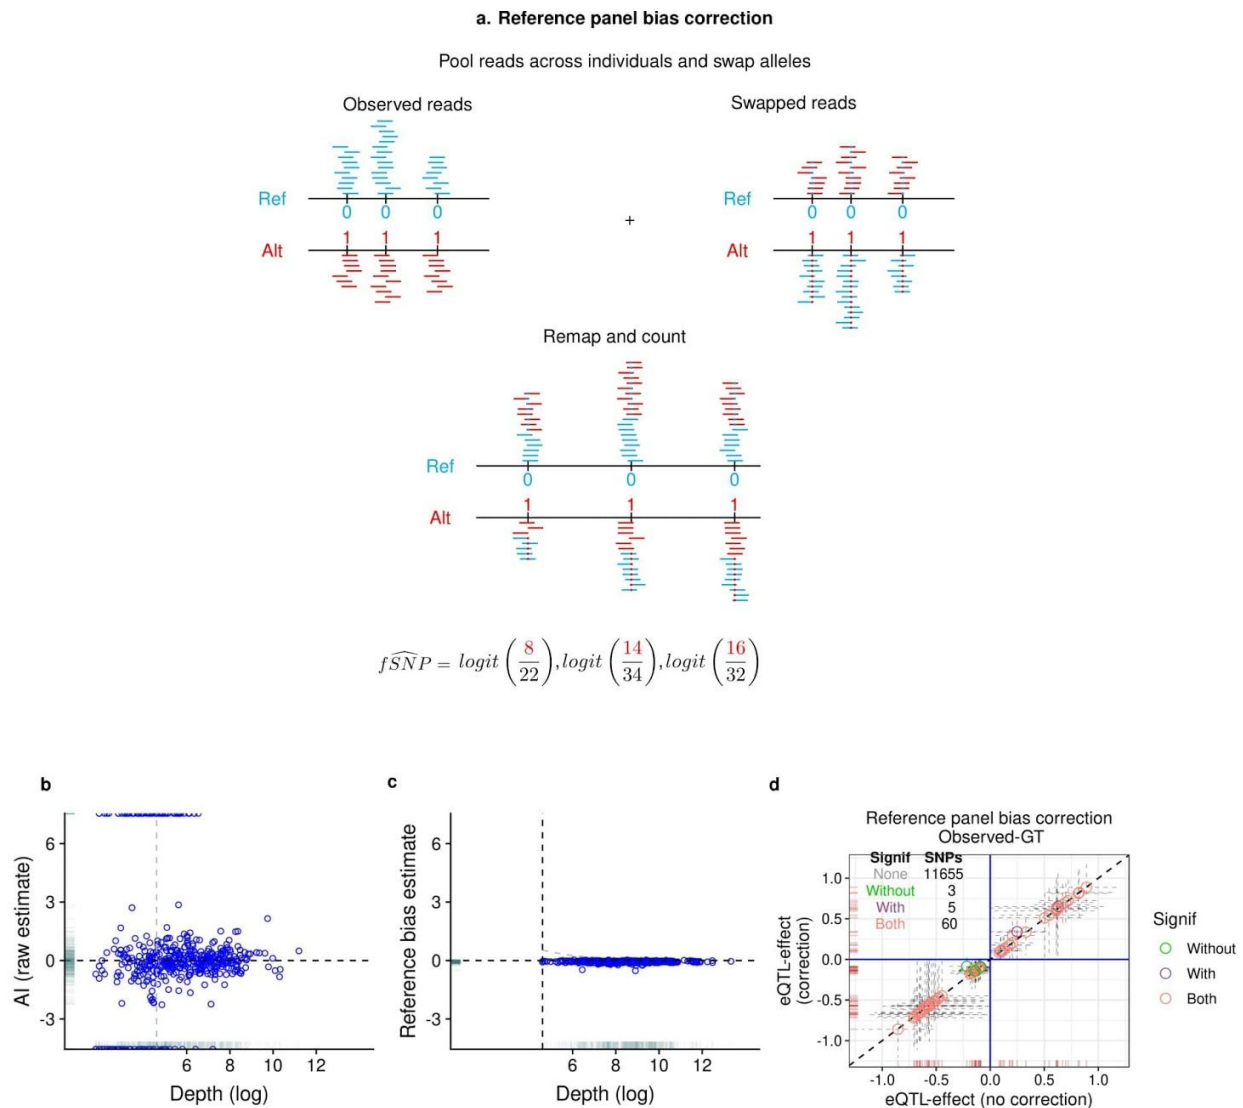 a. Reference panel bias correction
Pool reads across individuals and swap alleles
Observed reads
Swapped reads
Ref
0 0 0
1 1 1
Alt
+
Ref
0 0 0
1 1 1
Alt
Remap and count
Ref
0 0 0
1 1 1
Alt
f\widehat{SNP} = logit (8/22), logit (14/34), logit (16/32)
b
AI (raw estimate)
6
3
0
-3
6 8 10 12
Depth (log)
c
Reference bias estimate
6
3
0
-3
6 8 10 12
Depth (log)
d
Reference panel bias correction
Observed-GT
Signif SNPs
None 11655
Without 3
With 5
Both 60
eQTL-effect
(correction)
1.0
0.5
0.0
-0.5
-1.0
-1.0 -0.5 0.0 0.5 1.0
eQTL-effect (no correction)
Signif
Without
With
Both